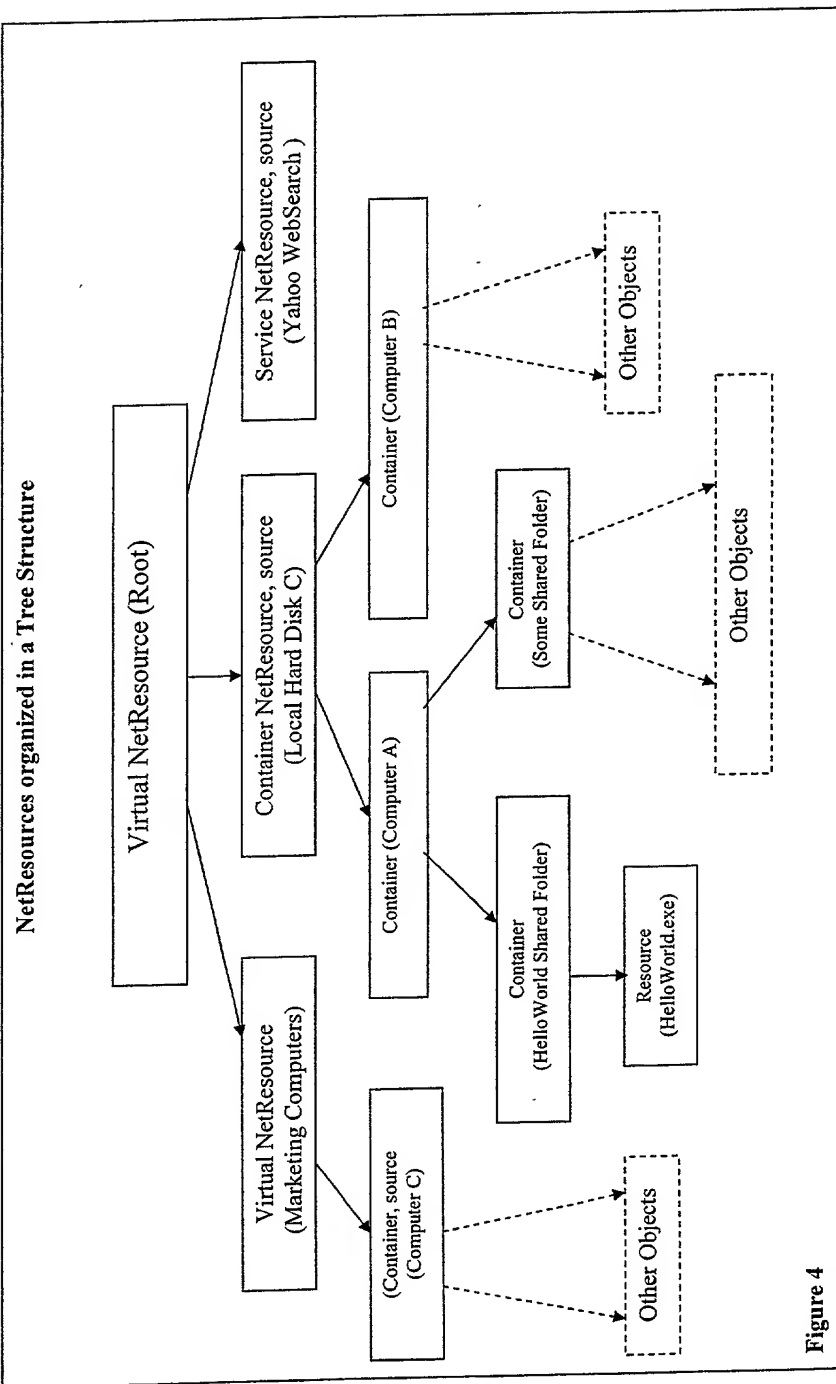 NetResources organized in a Tree Structure
Virtual NetResource (Root)
Virtual NetResource
(Marketing Computers)
Container NetResource, source
(Local Hard Disk C)
Service NetResource, source
(Yahoo WebSearch )
(Container, source
(Computer C)
Container (Computer A)
Container (Computer B)
Container
(HelloWorld Shared Folder)
Container
(Some Shared Folder)
Other Objects
Resource
(HelloWorld.exe)
Other Objects
Other Objects
Figure 4